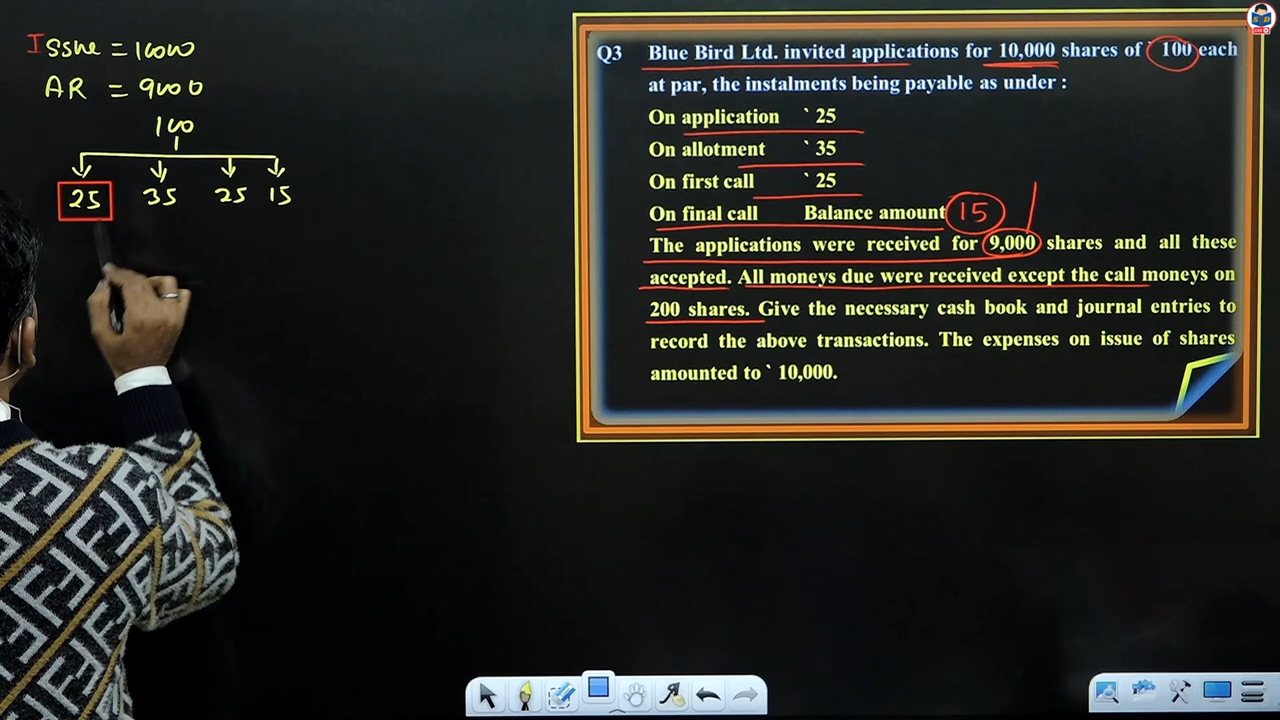 Issue = 10000
AR = 9000
100
25 35 25 15
Q3 Blue Bird Ltd. invited applications for 10,000 shares of ` 100 each
at par, the instalments being payable as under :
On application ` 25
On allotment ` 35
On first call ` 25
On final call Balance amount 15
The applications were received for 9,000 shares and all these
accepted. All moneys due were received except the call moneys on
200 shares. Give the necessary cash book and journal entries to
record the above transactions. The expenses on issue of shares
amounted to ` 10,000.
SD